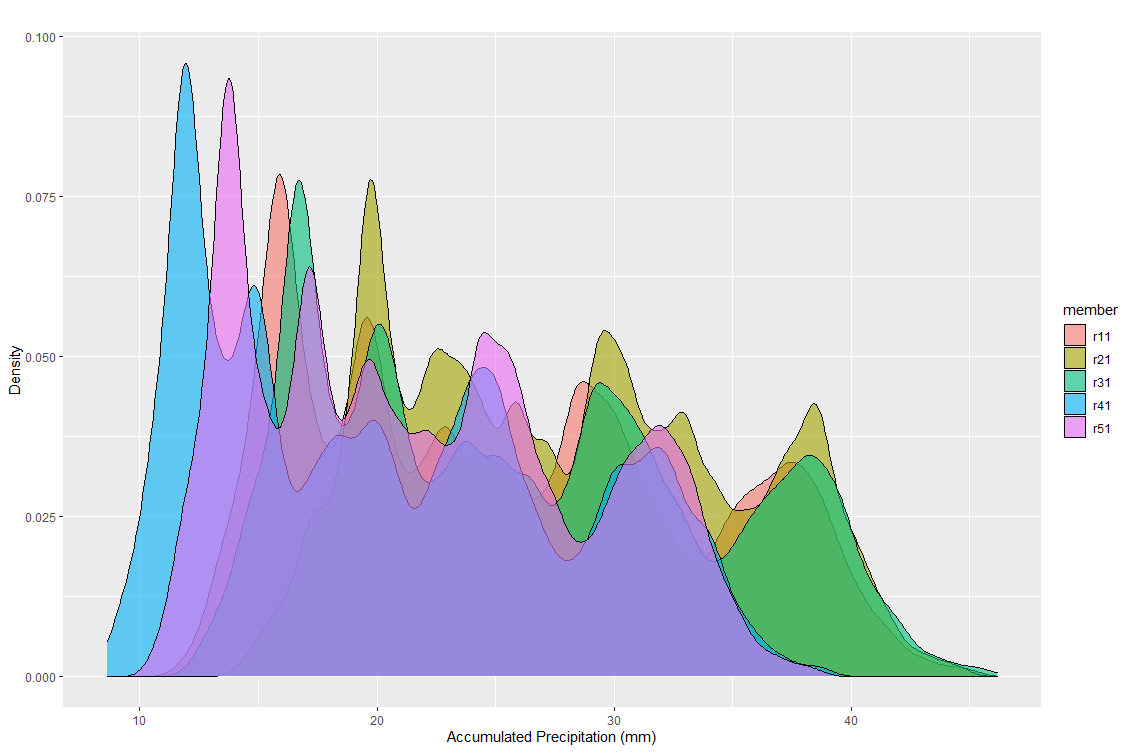 0.100
0.075
0.050
0.025
0.000
Density
10
20
30
40
Accumulated Precipitation (mm)
member
r11
r21
r31
r41
r51